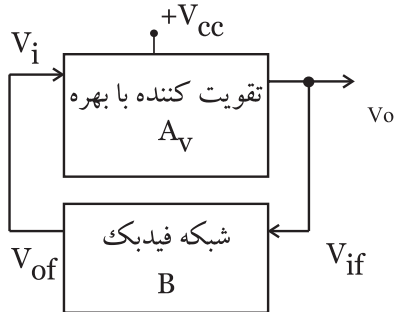 +Vcc
Vi
تقویت کننده با بهره
Av
Vo
شبکه فیدبک
B
Vof
Vif